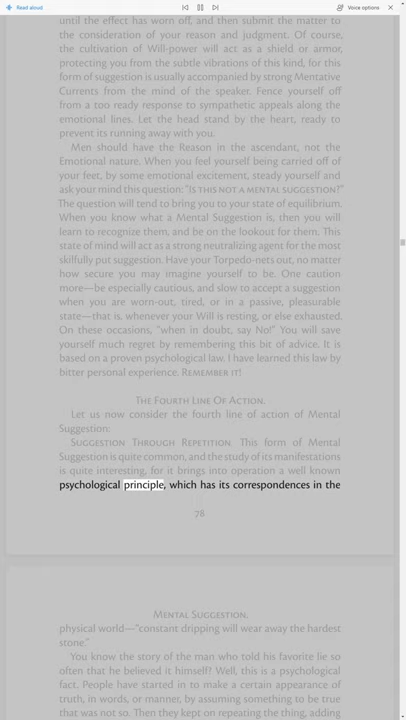 Read aloud
Voice options
until the effect has worn off, and then submit the matter to
the consideration of your reason and judgment. Of course,
the cultivation of Will-power will act as a shield or armor,
protecting you from the subtle vibrations of this kind, for this
form of suggestion is usually accompanied by strong Mentative
Currents from the mind of the speaker. Fence yourself off
from a too ready response to sympathetic appeals along the
emotional lines. Let the head stand by the heart, ready to
prevent its running away with you.
Men should have the Reason in the ascendant, not the
Emotional nature. When you feel yourself being carried off of
your feet, by some emotional excitement, steady yourself and
ask your mind this question: "Is this not a mental suggestion?"
The question will tend to bring you to your state of equilibrium.
When you know what a Mental Suggestion is, then you will
learn to recognize them, and be on the lookout for them. This
state of mind will act as a strong neutralizing agent for the most
skilfully put suggestion. Have your Torpedo-nets out, no matter
how secure you may imagine yourself to be. One caution
more—be especially cautious, and slow to accept a suggestion
when you are worn-out, tired, or in a passive, pleasurable
state—that is, whenever your Will is resting, or else exhausted.
On these occasions, "when in doubt, say No!" You will save
yourself much regret by remembering this bit of advice. It is
based on a proven psychological law. I have learned this law by
bitter personal experience. Remember it!
The Fourth Line Of Action.
Let us now consider the fourth line of action of Mental
Suggestion:
Suggestion Through Repetition. This form of Mental
Suggestion is quite common, and the study of its manifestations
is quite interesting, for it brings into operation a well known
psychological principle, which has its correspondences in the
78
Mental Suggestion.
physical world—"constant dripping will wear away the hardest
stone."
You know the story of the man who told his favorite lie so
often that he believed it himself? Well, this is a psychological
fact. People have started in to make a certain appearance of
truth, in words, or manner, by assuming something to be true
that was not so. Then they kept on repeating the thing, adding